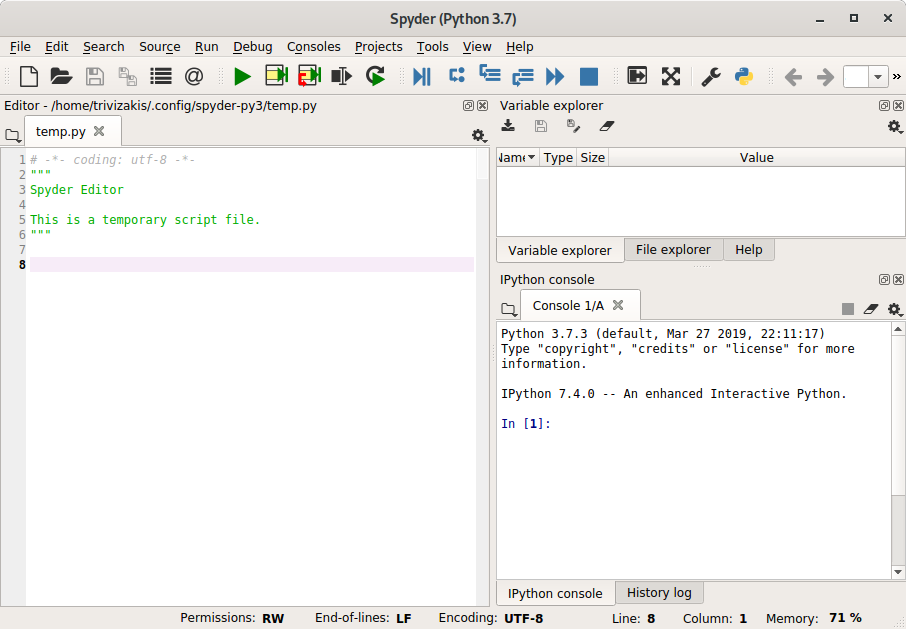 Spyder (Python 3.7)
File Edit Search Source Run Debug Consoles Projects Tools View Help
Editor - /home/trivizakis/.config/spyder-py3/temp.py
temp.py
1 # -*- coding: utf-8 -*-
2 """
3 Spyder Editor
4
5 This is a temporary script file.
6 """
7
8
Variable explorer
Name Type Size Value
Variable explorer File explorer Help
IPython console
Console 1/A
Python 3.7.3 (default, Mar 27 2019, 22:11:17)
Type "copyright", "credits" or "license" for more
information.
IPython 7.4.0 -- An enhanced Interactive Python.
In [1]:
IPython console History log
Permissions: RW End-of-lines: LF Encoding: UTF-8 Line: 8 Column: 1 Memory: 71 %